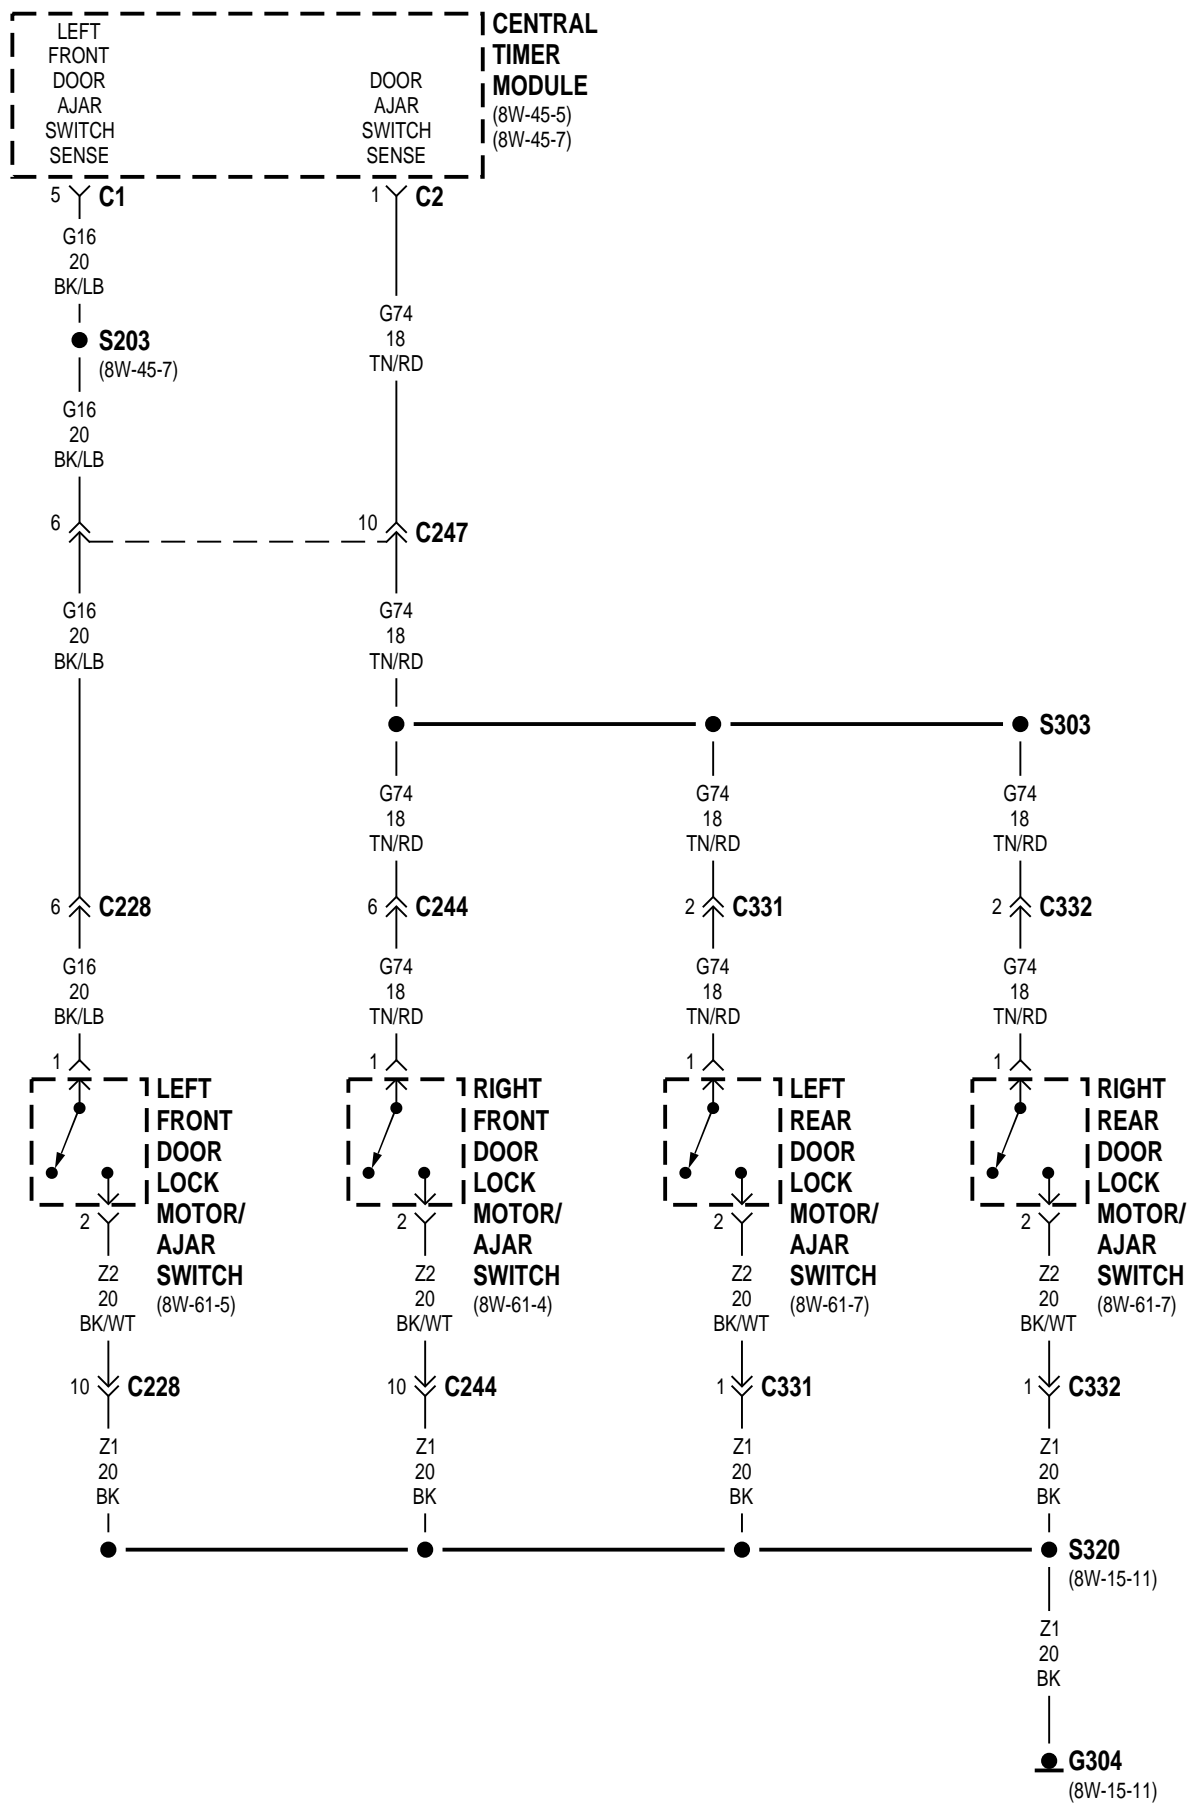 LEFT
FRONT
DOOR
AJAR
SWITCH
SENSE
DOOR
AJAR
SWITCH
SENSE
CENTRAL
TIMER
MODULE
(8W-45-5)
(8W-45-7)
5
C1
1
C2
G16
20
BK/LB
G74
18
TN/RD
S203
(8W-45-7)
G16
20
BK/LB
6
10
C247
G16
20
BK/LB
G74
18
TN/RD
S303
G74
18
TN/RD
G74
18
TN/RD
G74
18
TN/RD
6
C228
6
C244
2
C331
2
C332
G16
20
BK/LB
G74
18
TN/RD
G74
18
TN/RD
G74
18
TN/RD
1
1
1
1
LEFT
FRONT
DOOR
LOCK
MOTOR/
AJAR
SWITCH
(8W-61-5)
RIGHT
FRONT
DOOR
LOCK
MOTOR/
AJAR
SWITCH
(8W-61-4)
LEFT
REAR
DOOR
LOCK
MOTOR/
AJAR
SWITCH
(8W-61-7)
RIGHT
REAR
DOOR
LOCK
MOTOR/
AJAR
SWITCH
(8W-61-7)
2
2
2
2
Z2
20
BK/WT
Z2
20
BK/WT
Z2
20
BK/WT
Z2
20
BK/WT
10
C228
10
C244
1
C331
1
C332
Z1
20
BK
Z1
20
BK
Z1
20
BK
Z1
20
BK
S320
(8W-15-11)
Z1
20
BK
G304
(8W-15-11)